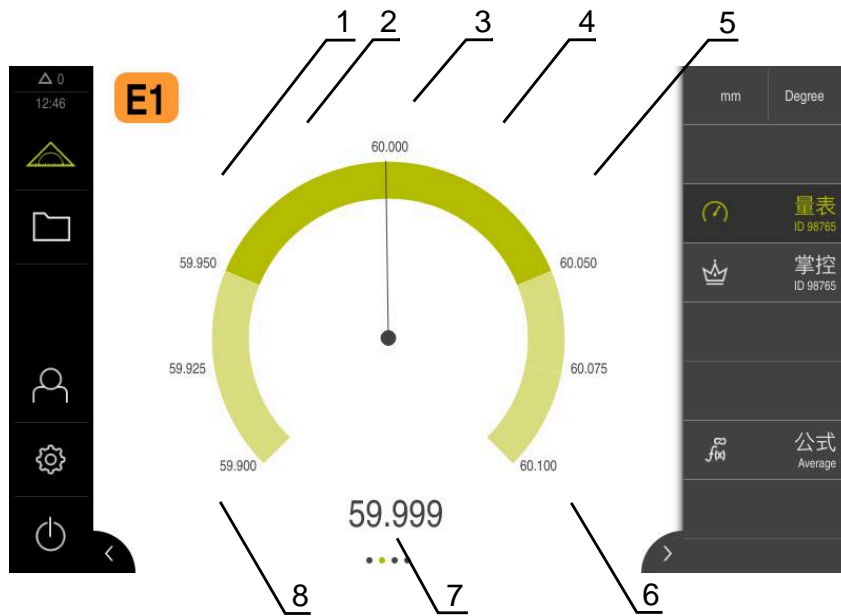 1 2 3 4 5
0
12:46
E1
mm Degree
60.000
量表
ID 98765
59.950 60.050
掌控
ID 98765
59.925 60.075
59.900 60.100
公式
Average
f(x)
59.999
8 7 6